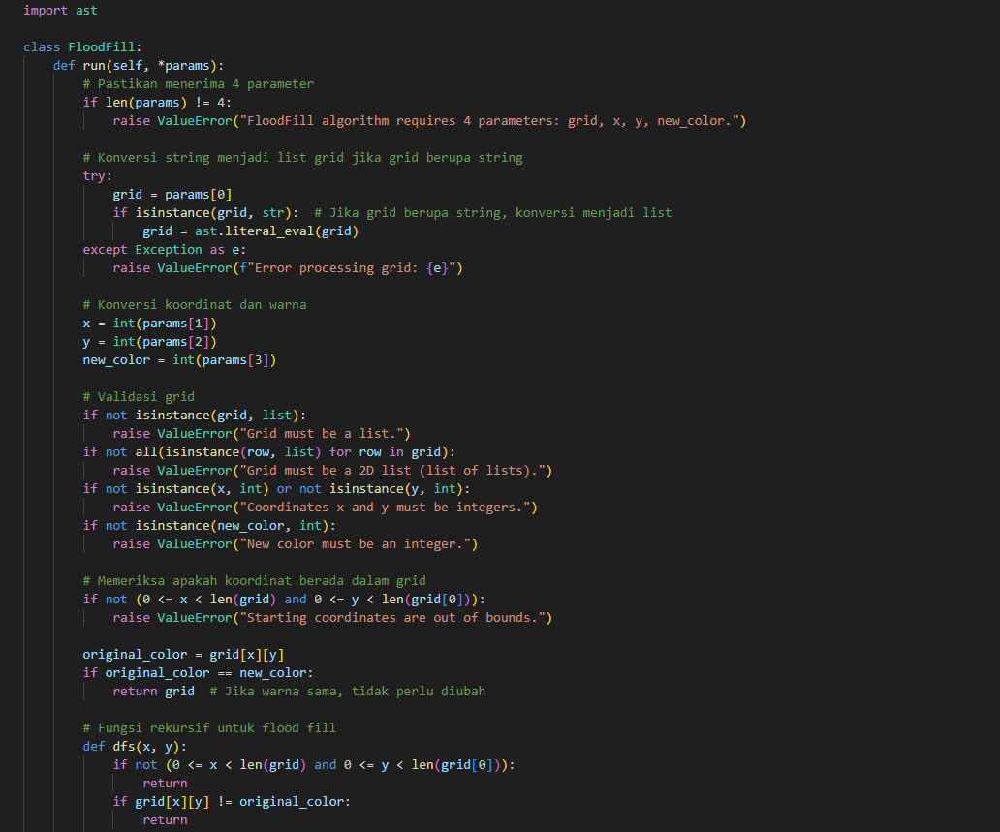 import ast
class FloodFill:
    def run(self, *params):
        # Pastikan menerima 4 parameter
        if len(params) != 4:
            raise ValueError("FloodFill algorithm requires 4 parameters: grid, x, y, new_color.")
        # Konversi string menjadi list grid jika grid berupa string
        try:
            grid = params[0]
            if isinstance(grid, str):  # Jika grid berupa string, konversi menjadi list
                grid = ast.literal_eval(grid)
        except Exception as e:
            raise ValueError(f"Error processing grid: {e}")
        # Konversi koordinat dan warna
        x = int(params[1])
        y = int(params[2])
        new_color = int(params[3])
        # Validasi grid
        if not isinstance(grid, list):
            raise ValueError("Grid must be a list.")
        if not all(isinstance(row, list) for row in grid):
            raise ValueError("Grid must be a 2D list (list of lists).")
        if not isinstance(x, int) or not isinstance(y, int):
            raise ValueError("Coordinates x and y must be integers.")
        if not isinstance(new_color, int):
            raise ValueError("New color must be an integer.")
        # Memeriksa apakah koordinat berada dalam grid
        if not (0 <= x < len(grid) and 0 <= y < len(grid[0])):
            raise ValueError("Starting coordinates are out of bounds.")
        original_color = grid[x][y]
        if original_color == new_color:
            return grid  # Jika warna sama, tidak perlu diubah
        # Fungsi rekursif untuk flood fill
        def dfs(x, y):
            if not (0 <= x < len(grid) and 0 <= y < len(grid[0])):
                return
            if grid[x][y] != original_color:
                return